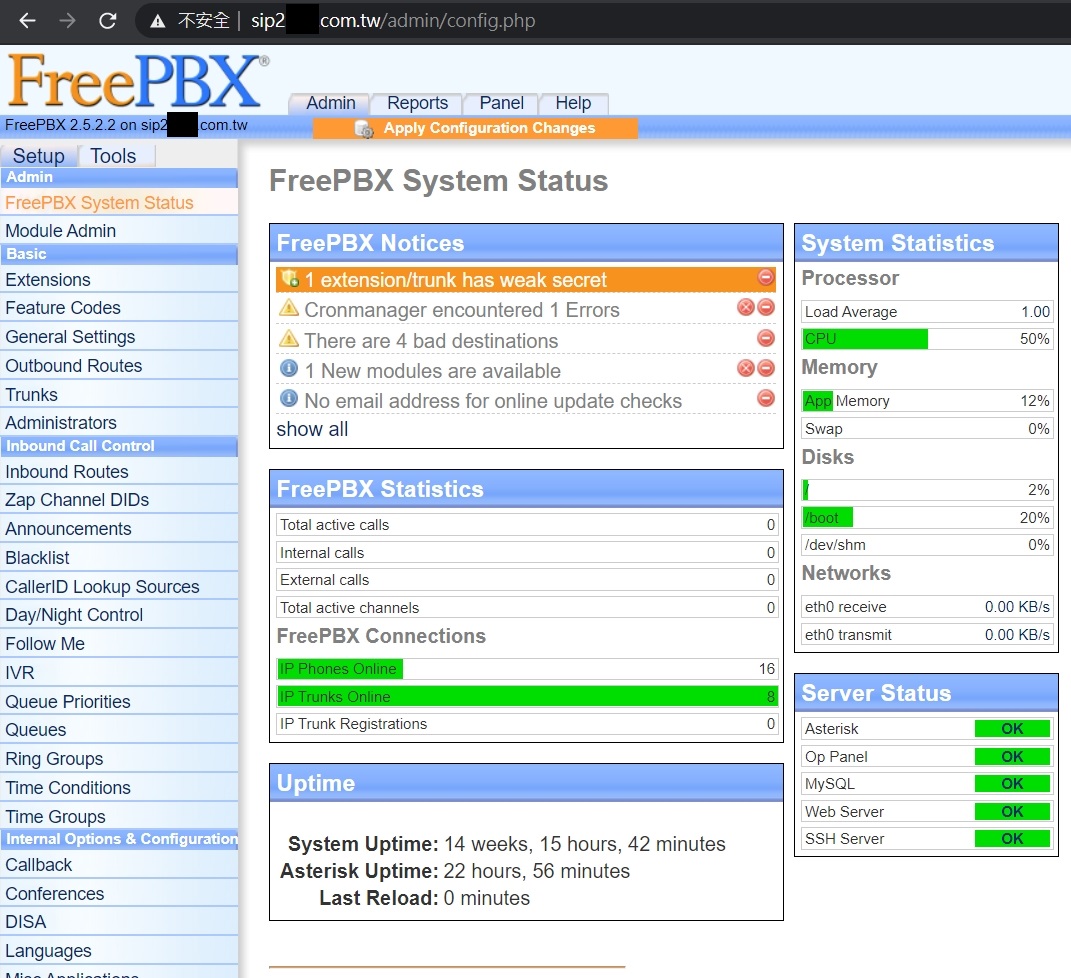 不安全 sip2 com.tw/admin/config.php
FreePBX®
Admin Reports Panel Help
FreePBX 2.5.2.2 on sip2 .com.tw
Apply Configuration Changes
Setup Tools
Admin
FreePBX System Status
Module Admin
Basic
Extensions
Feature Codes
General Settings
Outbound Routes
Trunks
Administrators
Inbound Call Control
Inbound Routes
Zap Channel DIDs
Announcements
Blacklist
CallerID Lookup Sources
Day/Night Control
Follow Me
IVR
Queue Priorities
Queues
Ring Groups
Time Conditions
Time Groups
Internal Options & Configuration
Callback
Conferences
DISA
Languages
Misc Applications
FreePBX System Status
FreePBX Notices
1 extension/trunk has weak secret
Cronmanager encountered 1 Errors
There are 4 bad destinations
1 New modules are available
No email address for online update checks
show all
FreePBX Statistics
Total active calls 0
Internal calls 0
External calls 0
Total active channels 0
FreePBX Connections
IP Phones Online 16
IP Trunks Online 8
IP Trunk Registrations 0
Uptime
System Uptime: 14 weeks, 15 hours, 42 minutes
Asterisk Uptime: 22 hours, 56 minutes
Last Reload: 0 minutes
System Statistics
Processor
Load Average 1.00
CPU 50%
Memory
App Memory 12%
Swap 0%
Disks
/ 2%
/boot 20%
/dev/shm 0%
Networks
eth0 receive 0.00 KB/s
eth0 transmit 0.00 KB/s
Server Status
Asterisk OK
Op Panel OK
MySQL OK
Web Server OK
SSH Server OK